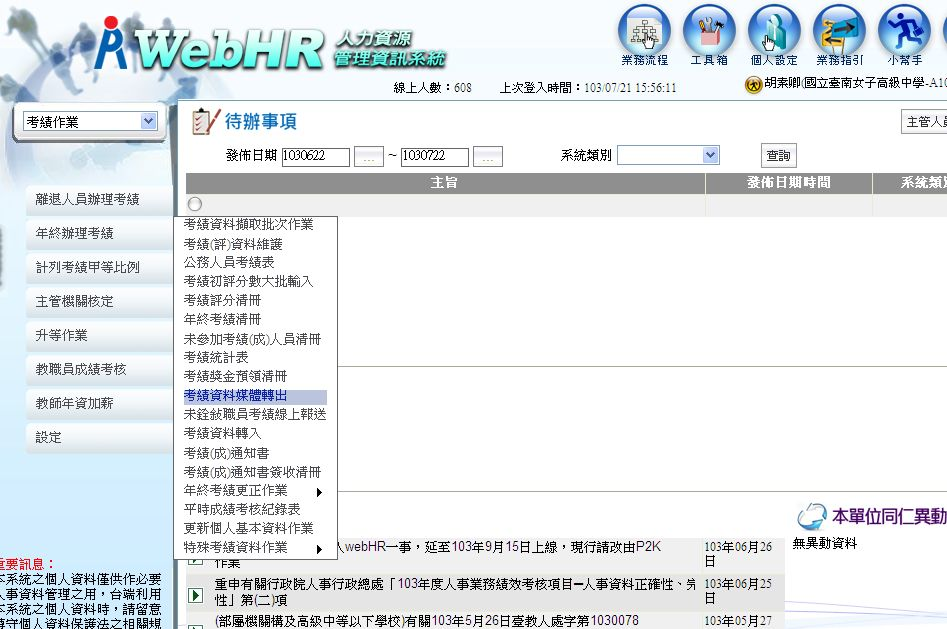 WebHR 人力資源
管理資訊系統
業務流程 工具箱 個人設定 業務指引 小幫手
線上人數：608 上次登入時間：103/07/21 15:56:11 胡素卿(國立臺南女子高級中學-A10
考績作業
待辦事項
主管人員
發佈日期 1030622 ... ~ 1030722 ... 系統類別 查詢
主旨 發佈日期時間 系統類別
離退人員辦理考績
年終辦理考績
計列考績甲等比例
主管機關核定
升等作業
教職員成績考核
教師年資加薪
設定
考績資料擷取批次作業
考績(評)資料維護
公務人員考績表
考績初評分數大批輸入
考績評分清冊
年終考績清冊
未參加考績(成)人員清冊
考績統計表
考績獎金預領清冊
考績資料媒體轉出
未銓敍職員考績線上報送
考績資料轉入
考績(成)通知書
考績(成)通知書簽收清冊
年終考績更正作業
平時成績考核紀錄表
更新個人基本資料作業
特殊考績資料作業
本單位同仁異動
無異動資料
webHR一事，延至103年9月15日上線，現行請改由P2K
作業
103年06月26
日
重申有關行政院人事行政總處「103年度人事業務績效考核項目─人事資料正確性、
性」第(二)項
103年06月25
日
(部屬機關構及高級中等以下學校)有關103年5月26日臺教人處字第1030078
103年05月27
重要訊息：
本系統之個人資料僅供作必要
人事資料管理之用，台端利用
本系統之個人資料時，請留意
遵守個人資料保護法之相關規